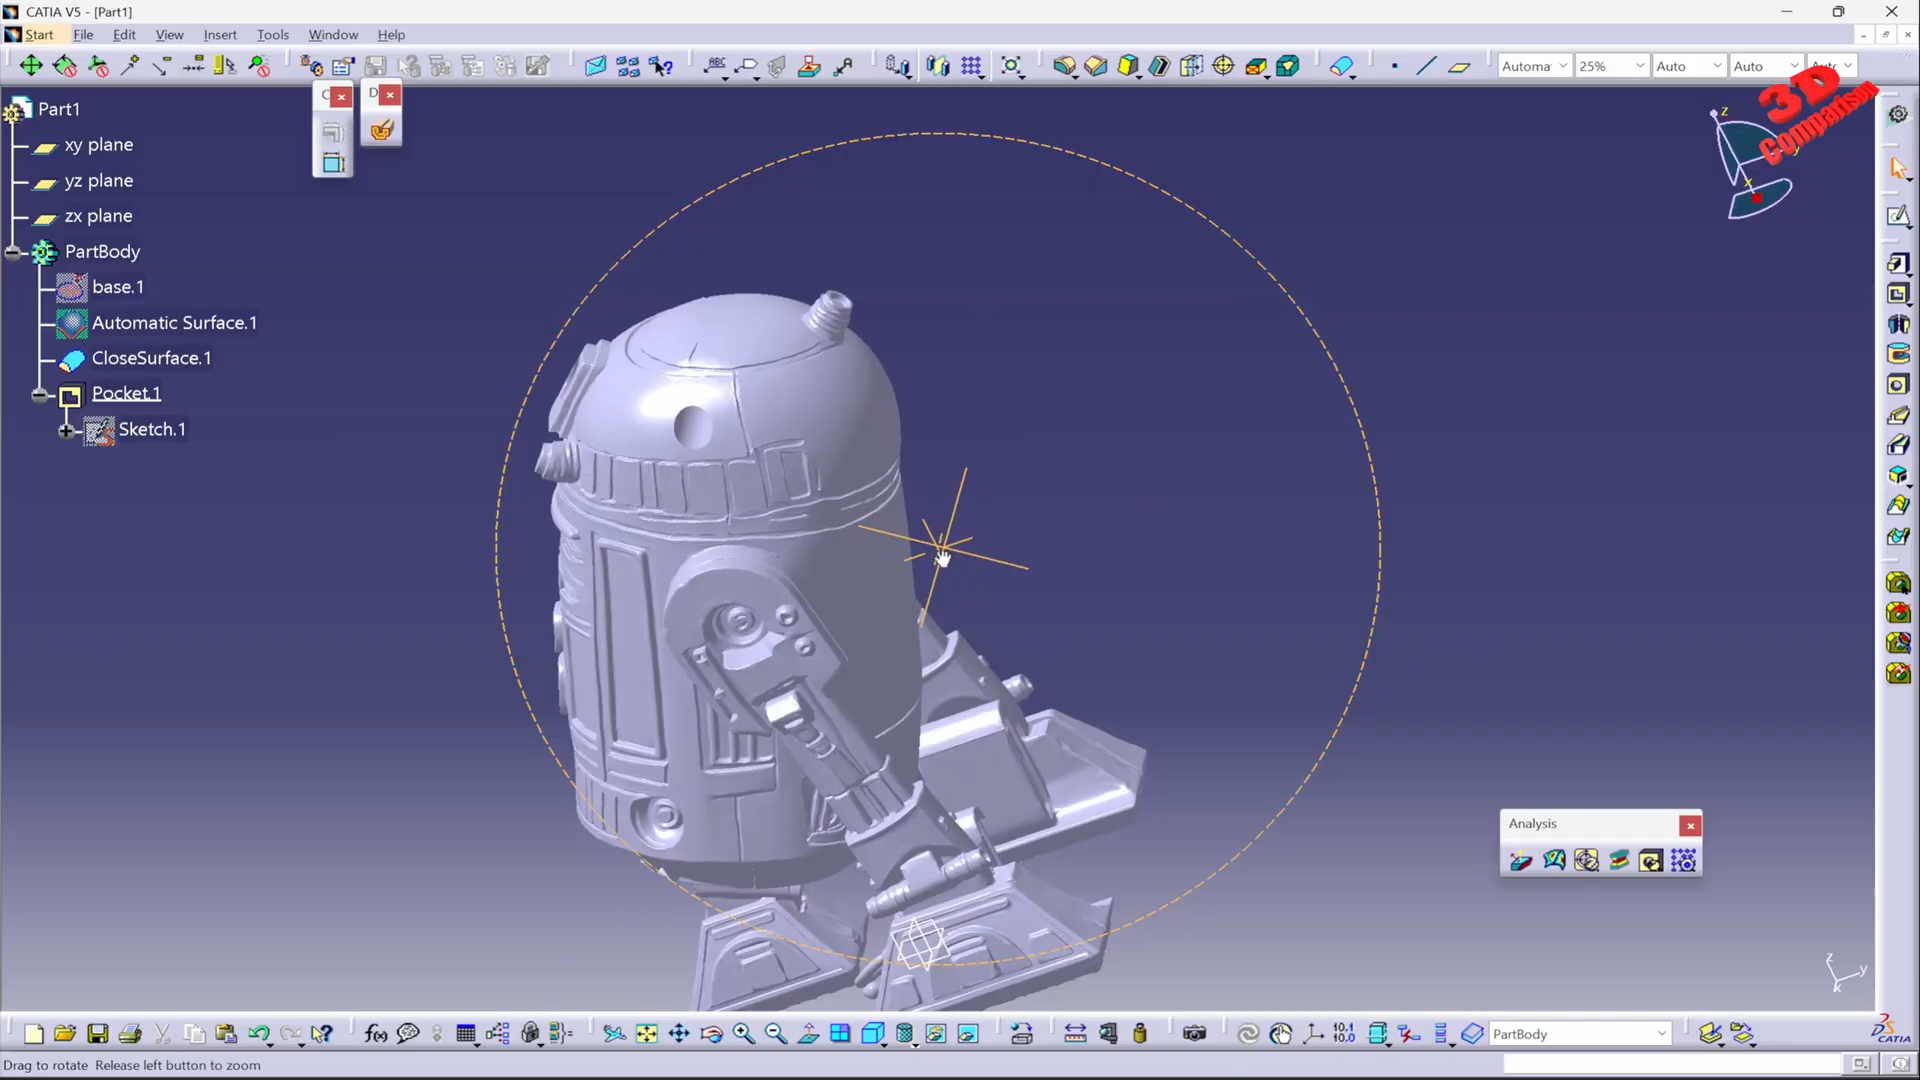 CATIA V5 - [Part1]
Start File Edit View Insert Tools Window Help
Automa 25% Auto Auto
Part1
xy plane
yz plane
zx plane
PartBody
base.1
Automatic Surface.1
CloseSurface.1
Pocket.1
Sketch.1
3D
Comparison
z
x
Analysis
z
y
PartBody
CATIA
Drag to rotate Release left button to zoom